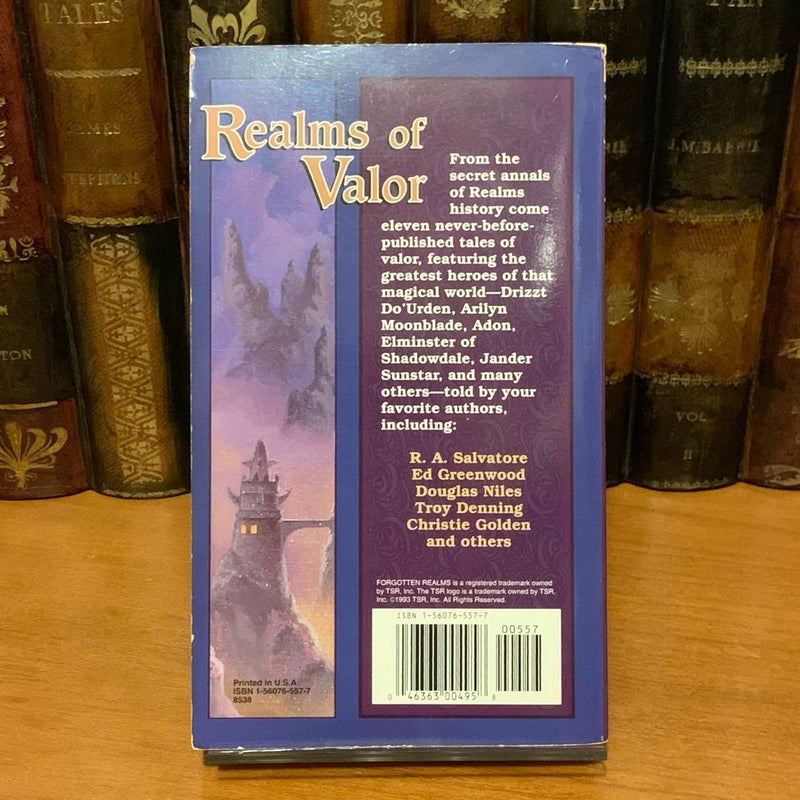 TALES
JAMES
STEPHENS
PAN
PAN
J.M. BARRIE
TON
VOL
II
Realms of
Valor
From the
secret annals
of Realms
history come
eleven never-before-
published tales of
valor, featuring the
greatest heroes of that
magical world—Drizzt
Do'Urden, Arilyn
Moonblade, Adon,
Elminster of
Shadowdale, Jander
Sunstar, and many
others—told by your
favorite authors,
including:
R. A. Salvatore
Ed Greenwood
Douglas Niles
Troy Denning
Christie Golden
and others
FORGOTTEN REALMS is a registered trademark owned
by TSR, Inc. The TSR logo is a trademark owned by TSR,
Inc. ©1993 TSR, Inc. All Rights Reserved.
ISBN 1-56076-557-7
00557
0 46363 00495 8
Printed in U.S.A.
ISBN 1-56076-557-7
8538